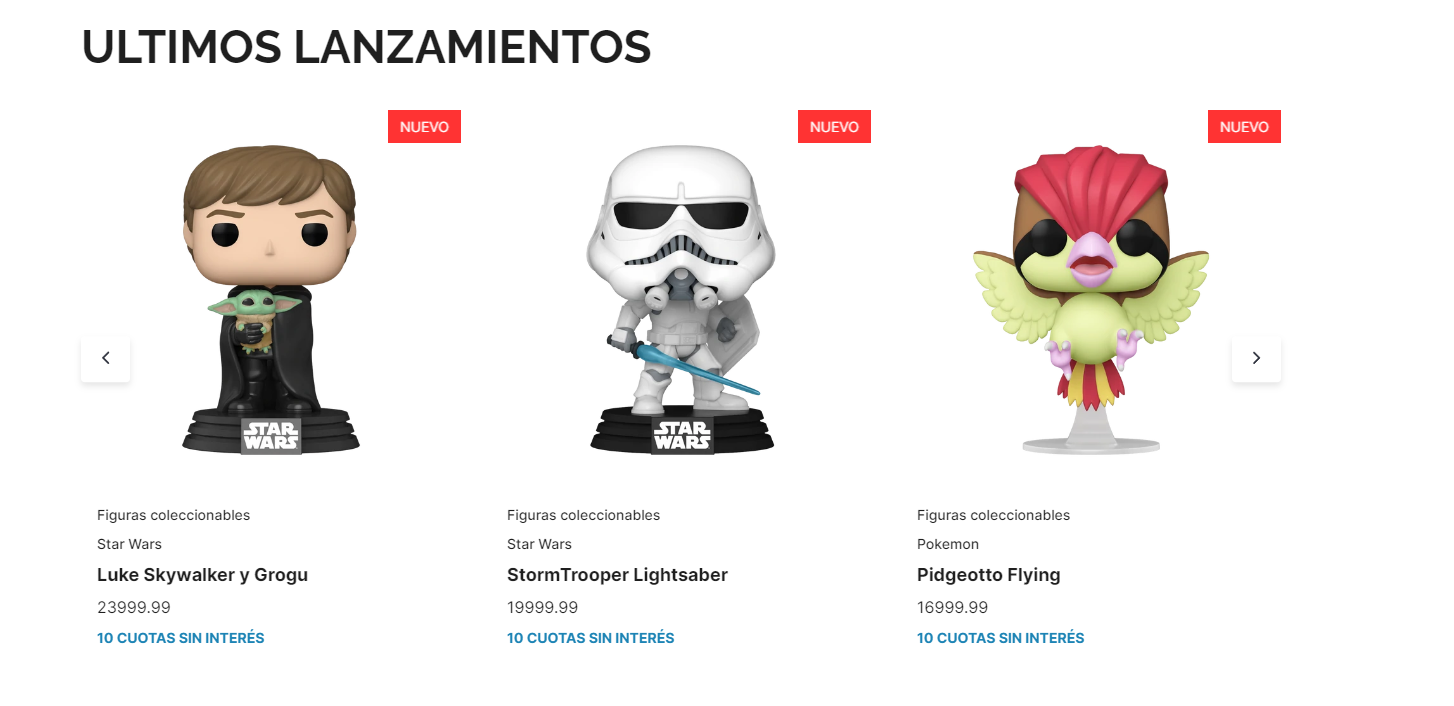 ULTIMOS LANZAMIENTOS
NUEVO
NUEVO
NUEVO
STAR
WARS
STAR
WARS
Figuras coleccionables
Star Wars
Luke Skywalker y Grogu
23999.99
10 CUOTAS SIN INTERÉS
Figuras coleccionables
Star Wars
StormTrooper Lightsaber
19999.99
10 CUOTAS SIN INTERÉS
Figuras coleccionables
Pokemon
Pidgeotto Flying
16999.99
10 CUOTAS SIN INTERÉS